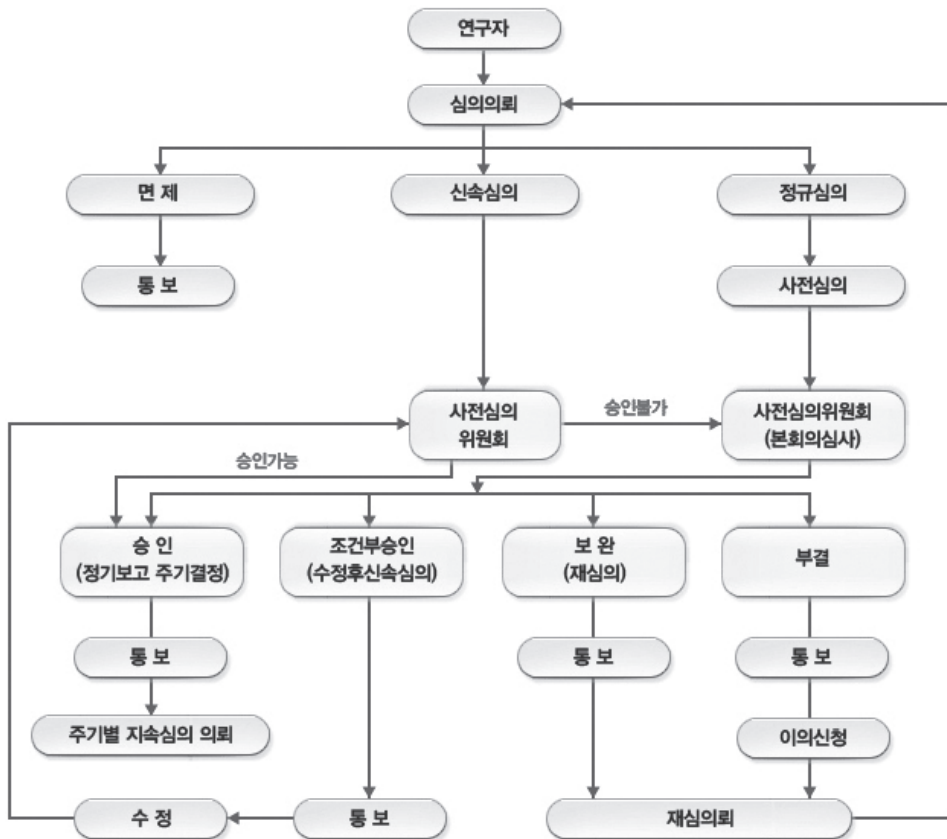 연구자
심의의뢰
면 제
신속심의
정규심의
통 보
사전심의
사전심의
위원회
승인불가
사전심의위원회
(본회의심사)
승인가능
승 인
(정기보고 주기결정)
조건부승인
(수정후신속심의)
보 완
(재심의)
부결
통 보
통 보
통 보
주기별 지속심의 의뢰
이의신청
수 정
통 보
재심의뢰